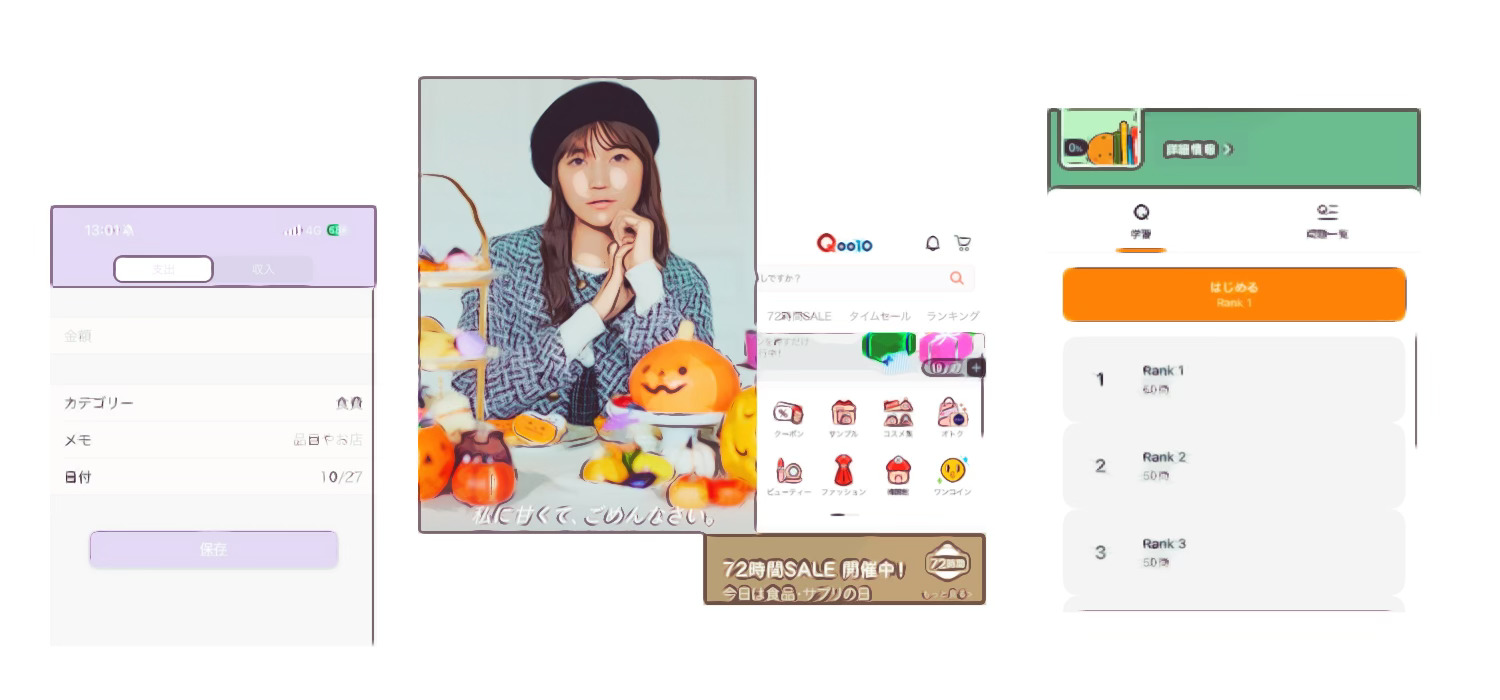 13:01
4G
支出
収入
金額
カテゴリー
食費
メモ
品目やお店
日付
10/27
保存
私に甘くて、ごめんなさい。
Qoo10
しですか?
72時間SALE
タイムセール
ランキング
クーポン
サンプル
コスメ
オトク
ビューティー
ファッション
ワンコイン
72時間SALE 開催中!
72時間
今日は食品・サプリの日
もっと見る>
0%
詳細情報 >
学習
一覧
はじめる
Rank 1
1
Rank 1
50問
2
Rank 2
50問
3
Rank 3
50問